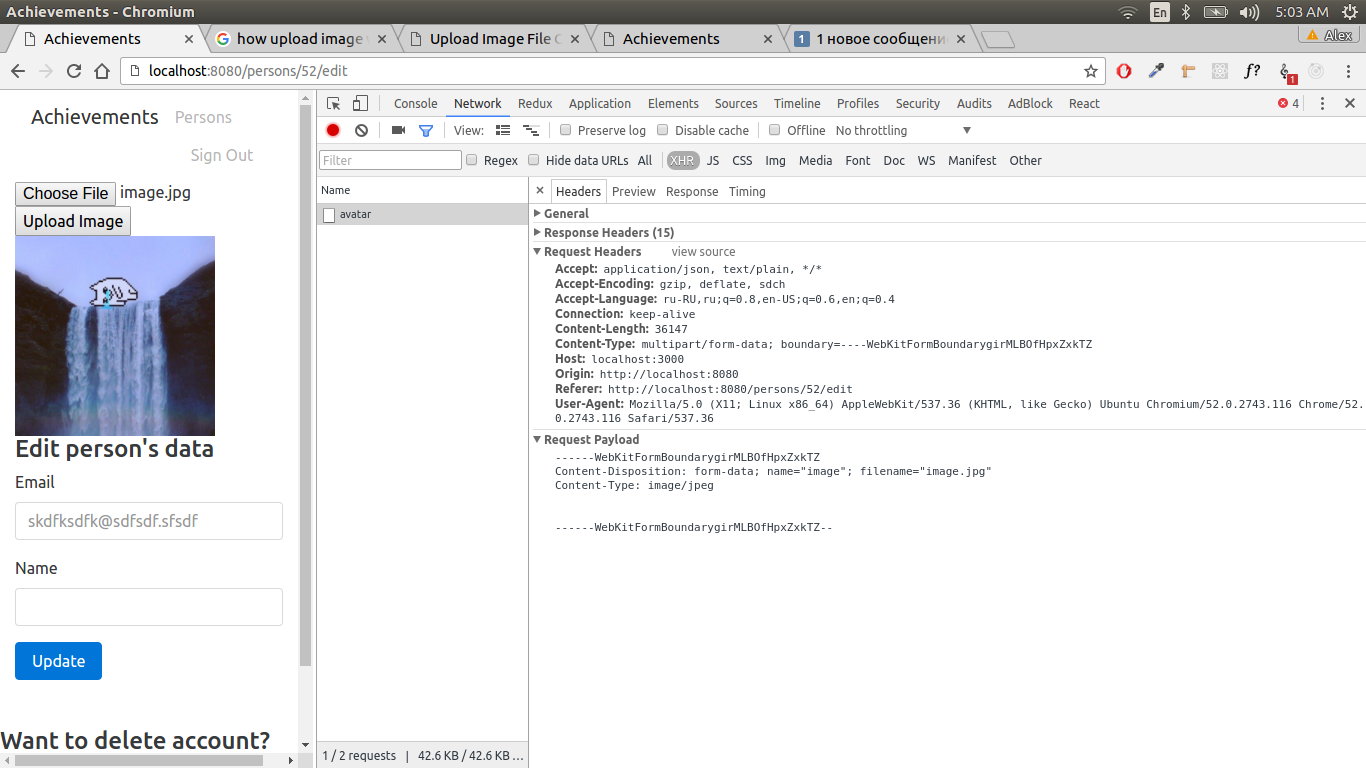 Achievements - Chromium
En
5:03 AM
Achievements
how upload image
Upload Image File C
Achievements
1 1 новое сообщени
Alex
localhost:8080/persons/52/edit
f?
1
Achievements Persons
Sign Out
Choose File image.jpg
Upload Image
Edit person's data
Email
skdfksdfk@sdfsdf.sfsdf
Name
Update
Want to delete account?
Console Network Redux Application Elements Sources Timeline Profiles Security Audits AdBlock React 4
View: Preserve log Disable cache Offline No throttling
Filter Regex Hide data URLs All XHR JS CSS Img Media Font Doc WS Manifest Other
Name
avatar
1 / 2 requests | 42.6 KB / 42.6 KB ...
Headers Preview Response Timing
General
Response Headers (15)
Request Headers view source
Accept: application/json, text/plain, */*
Accept-Encoding: gzip, deflate, sdch
Accept-Language: ru-RU,ru;q=0.8,en-US;q=0.6,en;q=0.4
Connection: keep-alive
Content-Length: 36147
Content-Type: multipart/form-data; boundary=----WebKitFormBoundarygirMLBOfHpxZxkTZ
Host: localhost:3000
Origin: http://localhost:8080
Referer: http://localhost:8080/persons/52/edit
User-Agent: Mozilla/5.0 (X11; Linux x86_64) AppleWebKit/537.36 (KHTML, like Gecko) Ubuntu Chromium/52.0.2743.116 Chrome/52.
0.2743.116 Safari/537.36
Request Payload
------WebKitFormBoundarygirMLBOfHpxZxkTZ
Content-Disposition: form-data; name="image"; filename="image.jpg"
Content-Type: image/jpeg
------WebKitFormBoundarygirMLBOfHpxZxkTZ--